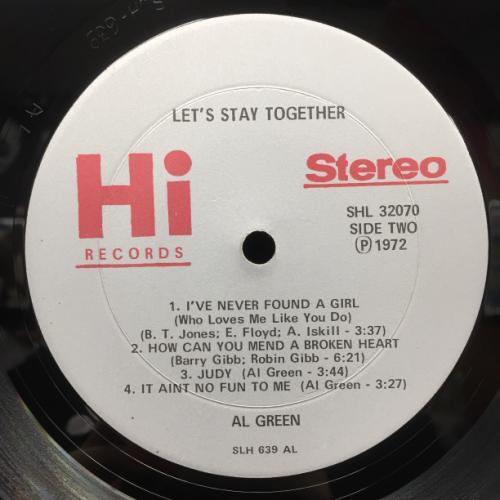 LET'S STAY TOGETHER
Hi
RECORDS
Stereo
SHL 32070
SIDE TWO
Ⓟ1972
1. I'VE NEVER FOUND A GIRL
(Who Loves Me Like You Do)
(B. T. Jones; E. Floyd; A. Iskill - 3:37)
2. HOW CAN YOU MEND A BROKEN HEART
(Barry Gibb; Robin Gibb - 6:21)
3. JUDY (Al Green - 3:44)
4. IT AINT NO FUN TO ME (Al Green - 3:27)
AL GREEN
SLH 639 AL